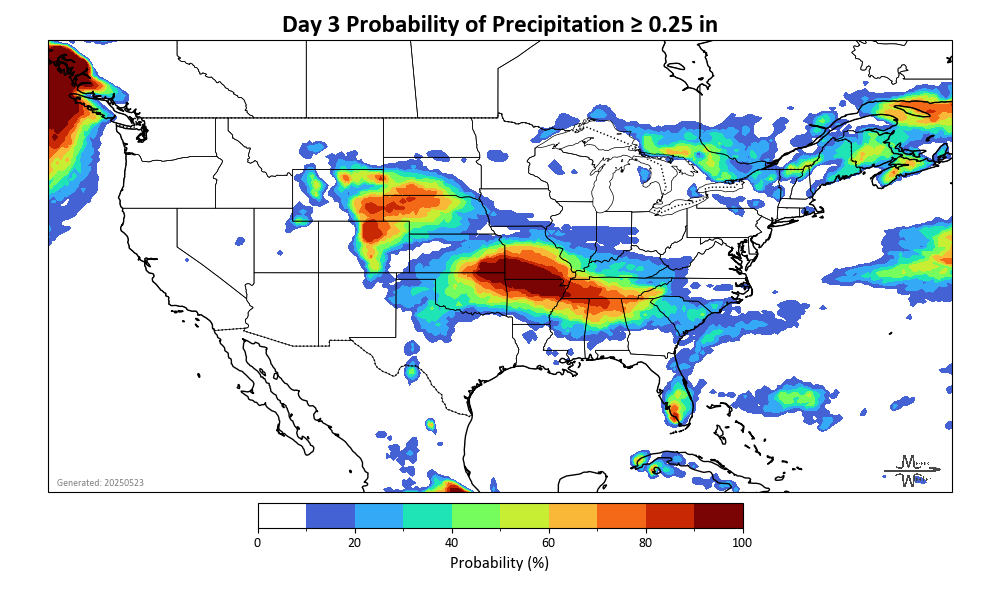 Day 3 Probability of Precipitation ≥ 0.25 in
Generated: 20250523
0 20 40 60 80 100
Probability (%)